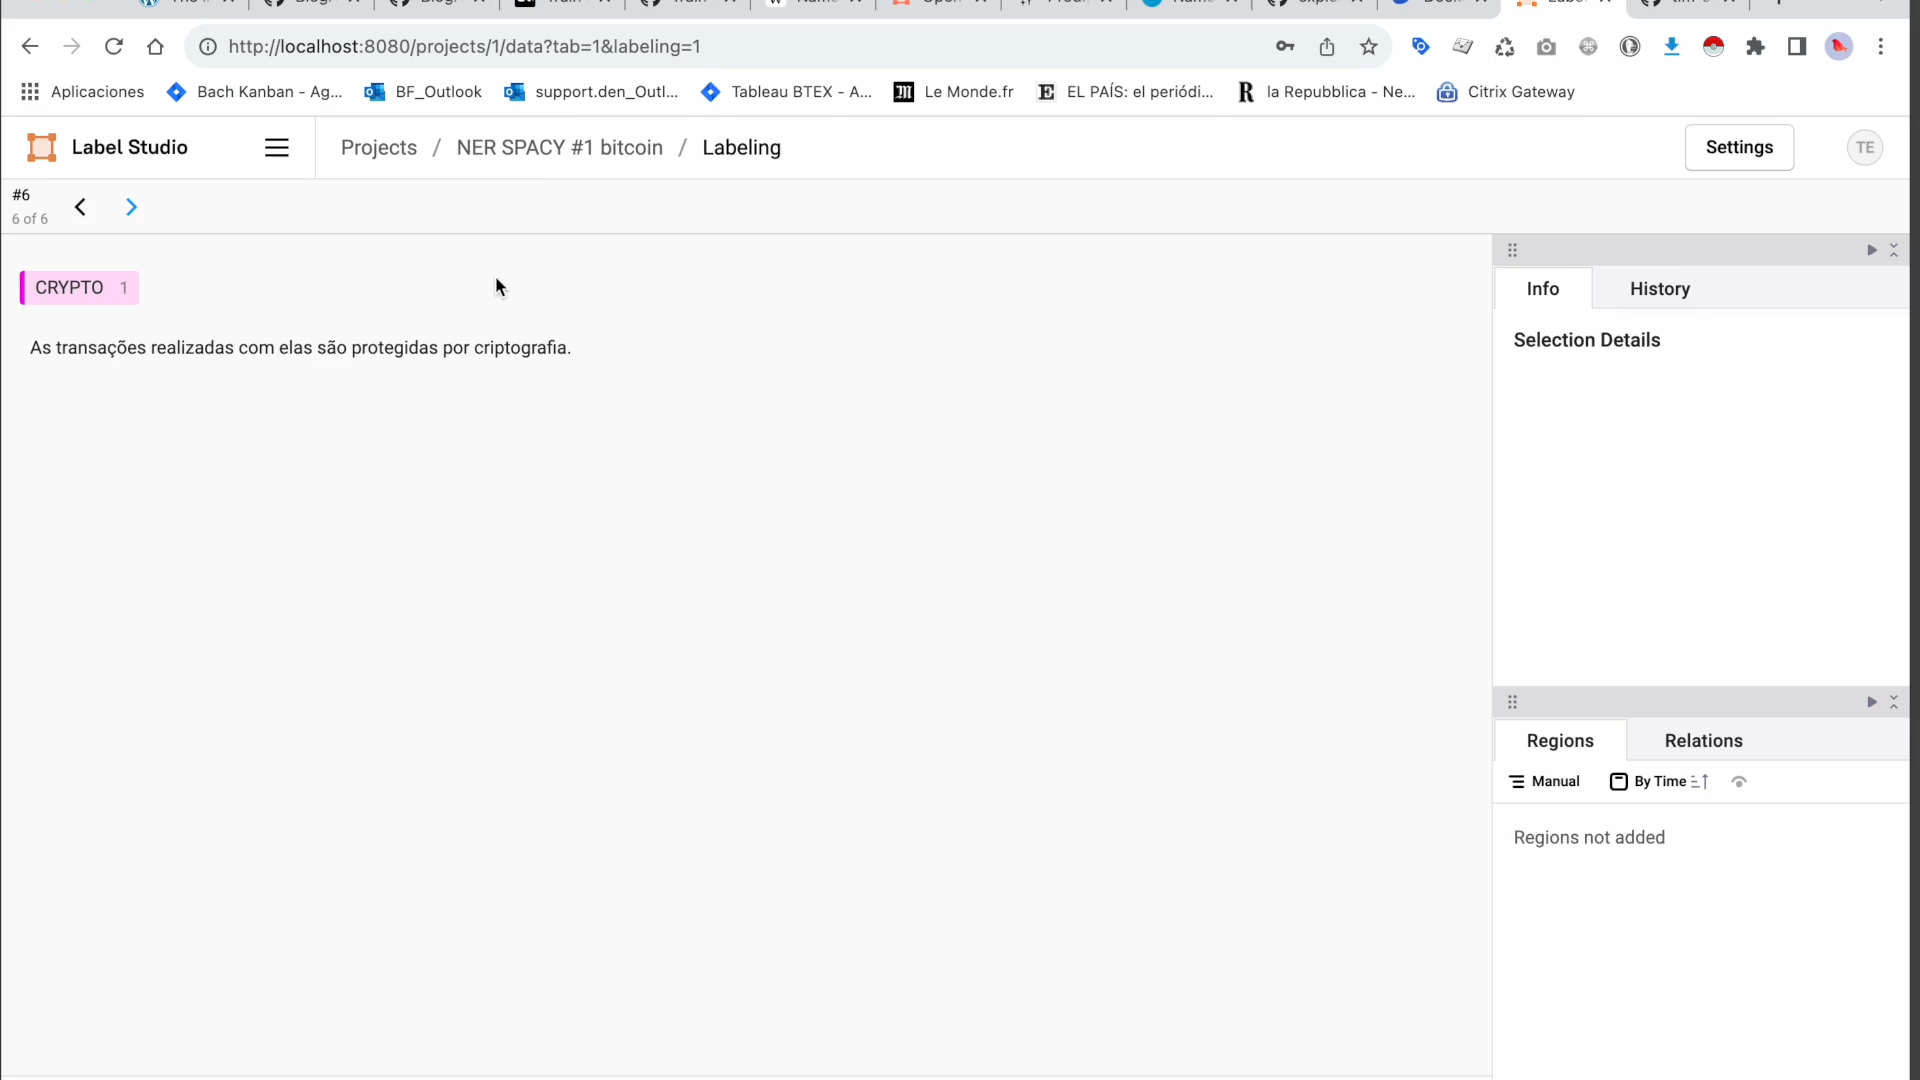 http://localhost:8080/projects/1/data?tab=1&labeling=1
Aplicaciones
Bach Kanban - Ag...
BF_Outlook
support.den_Outl...
Tableau BTEX - A...
Le Monde.fr
EL PAÍS: el periódi...
la Repubblica - Ne...
Citrix Gateway
Label Studio
Projects / NER SPACY #1 bitcoin / Labeling
Settings
TE
#6
6 of 6
CRYPTO 1
As transações realizadas com elas são protegidas por criptografia.
Info
History
Selection Details
Regions
Relations
Manual
By Time
Regions not added